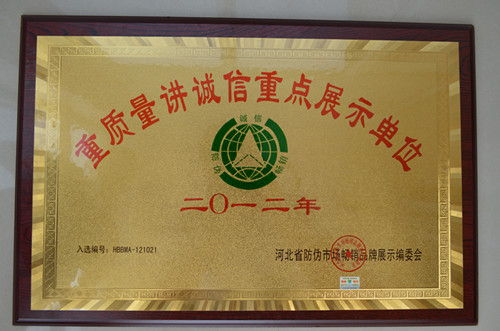 重质量讲诚信重点展示单位
誠信
二〇一二年
入选编号：HBBMA-121021
河北省防伪市场畅销品牌展示编委会